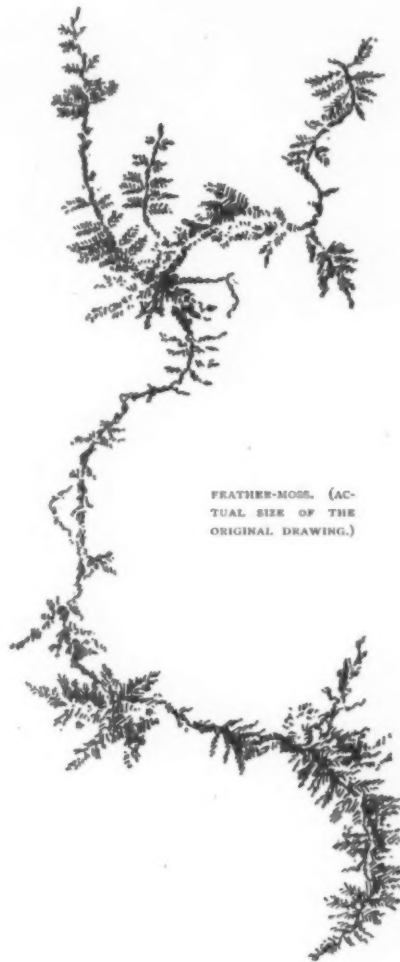 FEATHER-MOSS. (AC-
TUAL SIZE OF THE
ORIGINAL DRAWING.)